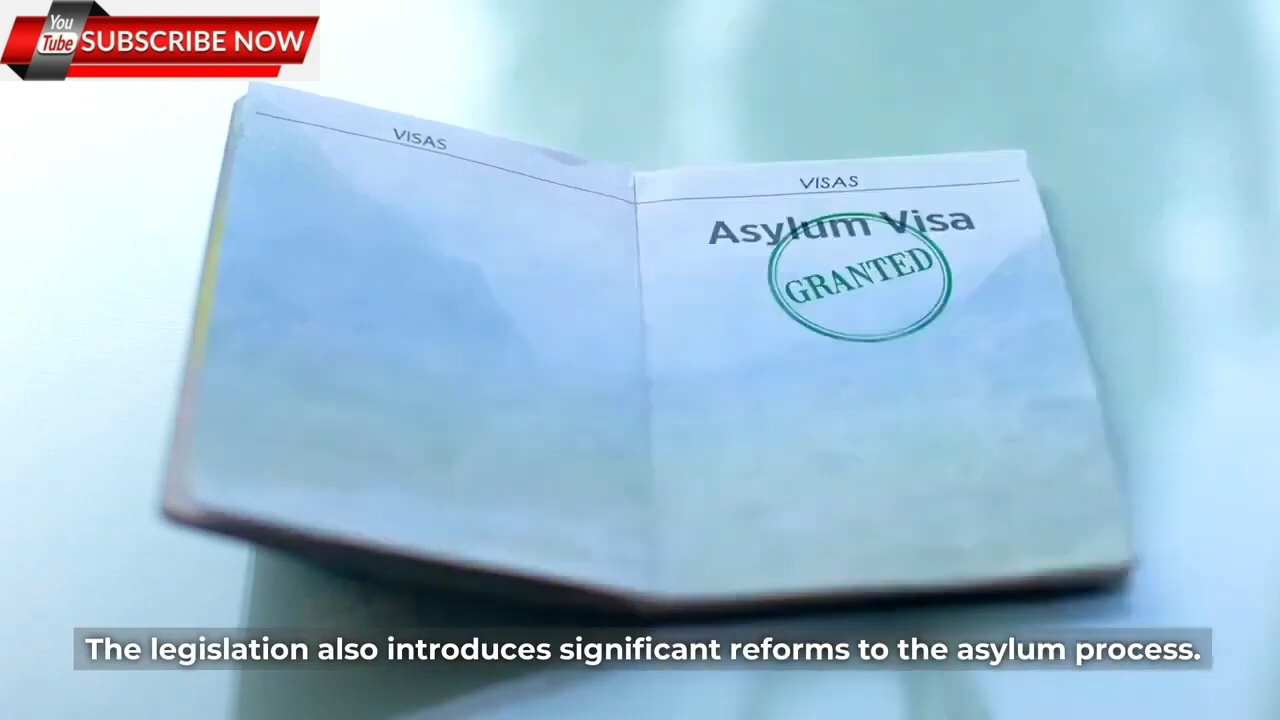 You
Tube
SUBSCRIBE NOW
VISAS
VISAS
Asylum Visa
GRANTED
The legislation also introduces significant reforms to the asylum process.